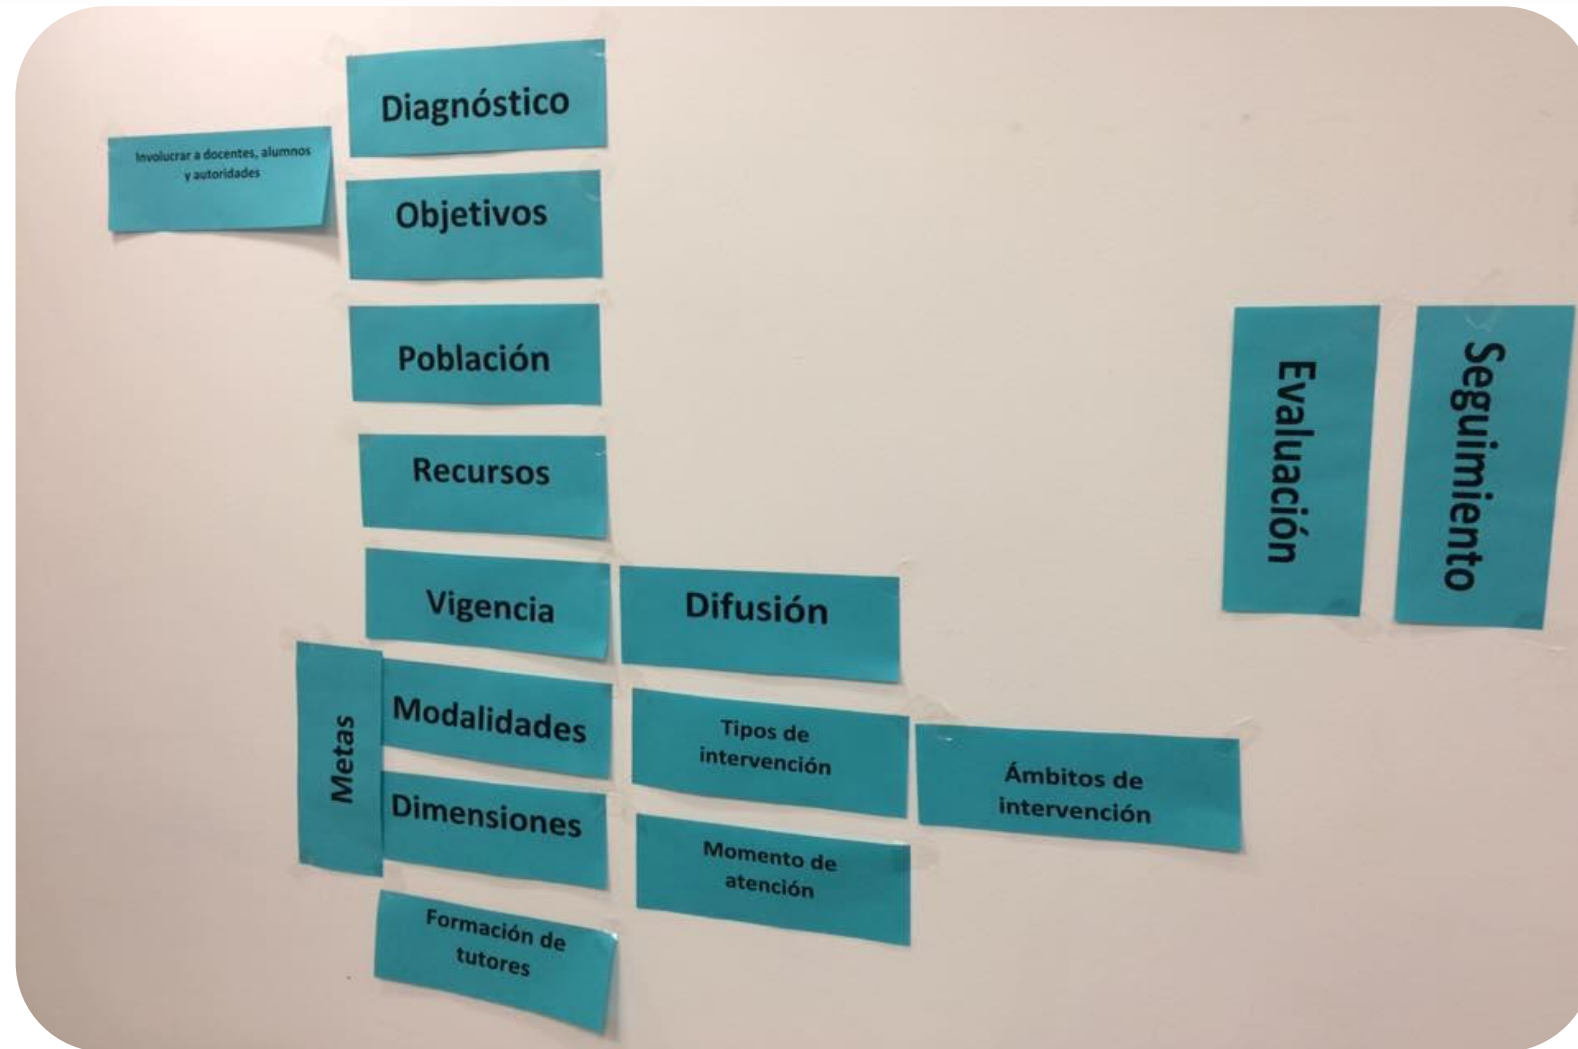 Diagnóstico
Involucrar a docentes, alumnos
y autoridades
Objetivos
Población
Recursos
Vigencia
Difusión
Metas
Modalidades
Tipos de
intervención
Ámbitos de
intervención
Dimensiones
Momento de
atención
Formación de
tutores
Evaluación
Seguimiento